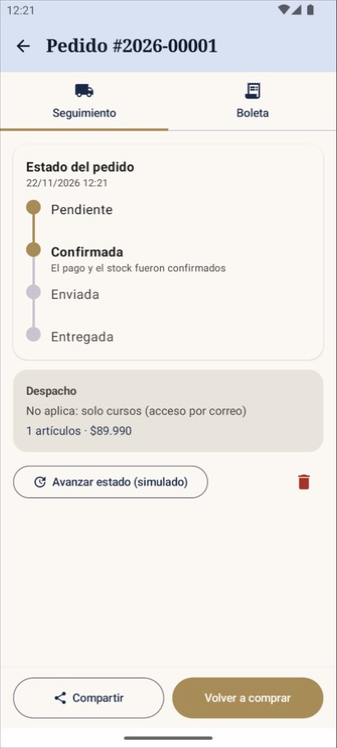 12:21
Pedido #2026-00001
Seguimiento
Boleta
Estado del pedido
22/11/2026 12:21
Pendiente
Confirmada
El pago y el stock fueron confirmados
Enviada
Entregada
Despacho
No aplica: solo cursos (acceso por correo)
1 artículos · $89.990
Avanzar estado (simulado)
Compartir
Volver a comprar